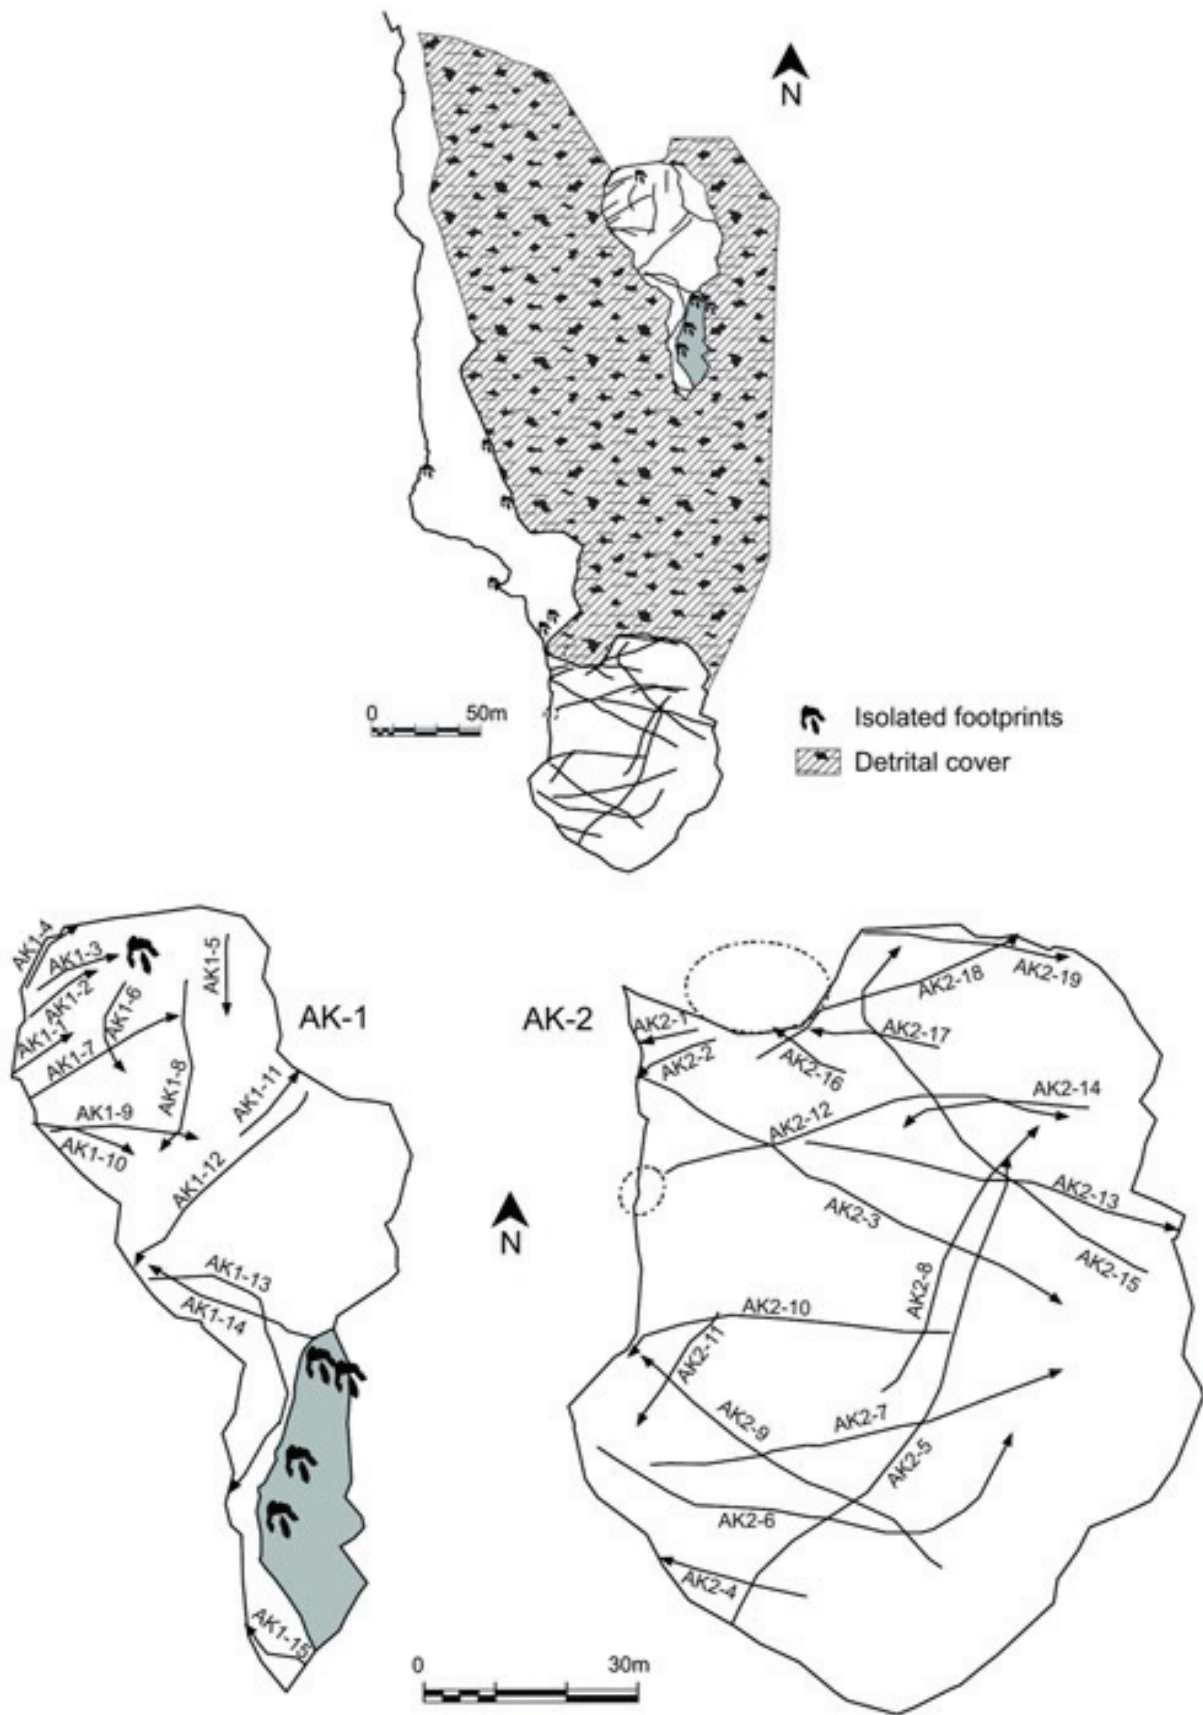 N
0 50m
Isolated footprints
Detrital cover
AK1-4
AK1-3
AK1-2
AK1-1
AK1-7
AK1-6
AK1-5
AK1-8
AK1-9
AK1-10
AK1-11
AK1-12
AK1-13
AK1-14
AK1-15
AK-1
AK-2
N
AK2-1
AK2-2
AK2-16
AK2-17
AK2-18
AK2-19
AK2-14
AK2-12
AK2-13
AK2-3
AK2-15
AK2-8
AK2-10
AK2-11
AK2-9
AK2-7
AK2-5
AK2-6
AK2-4
0 30m